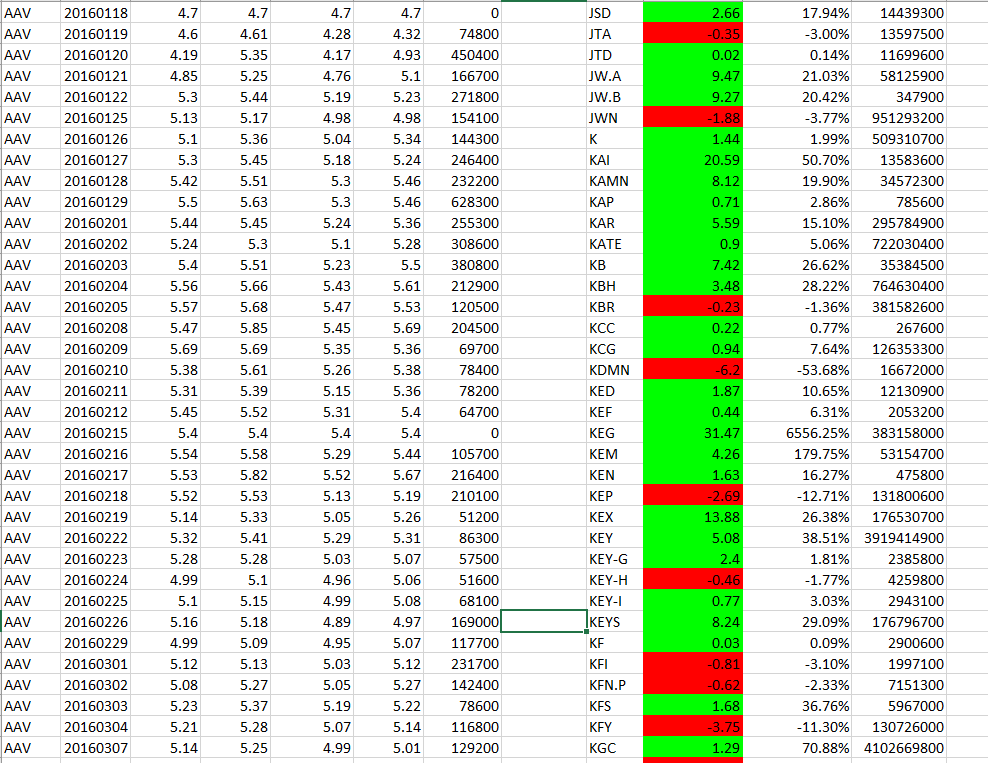 AAV 20160118 4.7 4.7 4.7 4.7 0 JSD 2.66 17.94% 14439300
AAV 20160119 4.6 4.61 4.28 4.32 74800 JTA -0.35 -3.00% 13597500
AAV 20160120 4.19 5.35 4.17 4.93 450400 JTD 0.02 0.14% 11699600
AAV 20160121 4.85 5.25 4.76 5.1 166700 JW.A 9.47 21.03% 58125900
AAV 20160122 5.3 5.44 5.19 5.23 271800 JW.B 9.27 20.42% 347900
AAV 20160125 5.13 5.17 4.98 4.98 154100 JWN -1.88 -3.77% 951293200
AAV 20160126 5.1 5.36 5.04 5.34 144300 K 1.44 1.99% 509310700
AAV 20160127 5.3 5.45 5.18 5.24 246400 KAI 20.59 50.70% 13583600
AAV 20160128 5.42 5.51 5.3 5.46 232200 KAMN 8.12 19.90% 34572300
AAV 20160129 5.5 5.63 5.3 5.46 628300 KAP 0.71 2.86% 785600
AAV 20160201 5.44 5.45 5.24 5.36 255300 KAR 5.59 15.10% 295784900
AAV 20160202 5.24 5.3 5.1 5.28 308600 KATE 0.9 5.06% 722030400
AAV 20160203 5.4 5.51 5.23 5.5 380800 KB 7.42 26.62% 35384500
AAV 20160204 5.56 5.66 5.43 5.61 212900 KBH 3.48 28.22% 764630400
AAV 20160205 5.57 5.68 5.47 5.53 120500 KBR -0.23 -1.36% 381582600
AAV 20160208 5.47 5.85 5.45 5.69 204500 KCC 0.22 0.77% 267600
AAV 20160209 5.69 5.69 5.35 5.36 69700 KCG 0.94 7.64% 126353300
AAV 20160210 5.38 5.61 5.26 5.38 78400 KDMN -6.2 -53.68% 16672000
AAV 20160211 5.31 5.39 5.15 5.36 78200 KED 1.87 10.65% 12130900
AAV 20160212 5.45 5.52 5.31 5.4 64700 KEF 0.44 6.31% 2053200
AAV 20160215 5.4 5.4 5.4 5.4 0 KEG 31.47 6556.25% 383158000
AAV 20160216 5.54 5.58 5.29 5.44 105700 KEM 4.26 179.75% 53154700
AAV 20160217 5.53 5.82 5.52 5.67 216400 KEN 1.63 16.27% 475800
AAV 20160218 5.52 5.53 5.13 5.19 210100 KEP -2.69 -12.71% 131800600
AAV 20160219 5.14 5.33 5.05 5.26 51200 KEX 13.88 26.38% 176530700
AAV 20160222 5.32 5.41 5.29 5.31 86300 KEY 5.08 38.51% 3919414900
AAV 20160223 5.28 5.28 5.03 5.07 57500 KEY-G 2.4 1.81% 2385800
AAV 20160224 4.99 5.1 4.96 5.06 51600 KEY-H -0.46 -1.77% 4259800
AAV 20160225 5.1 5.15 4.99 5.08 68100 KEY-I 0.77 3.03% 2943100
AAV 20160226 5.16 5.18 4.89 4.97 169000 KEYS 8.24 29.09% 176796700
AAV 20160229 4.99 5.09 4.95 5.07 117700 KF 0.03 0.09% 2900600
AAV 20160301 5.12 5.13 5.03 5.12 231700 KFI -0.81 -3.10% 1997100
AAV 20160302 5.08 5.27 5.05 5.27 142400 KFN.P -0.62 -2.33% 7151300
AAV 20160303 5.23 5.37 5.19 5.22 78600 KFS 1.68 36.76% 5967000
AAV 20160304 5.21 5.28 5.07 5.14 116800 KFY -3.75 -11.30% 130726000
AAV 20160307 5.14 5.25 4.99 5.01 129200 KGC 1.29 70.88% 4102669800